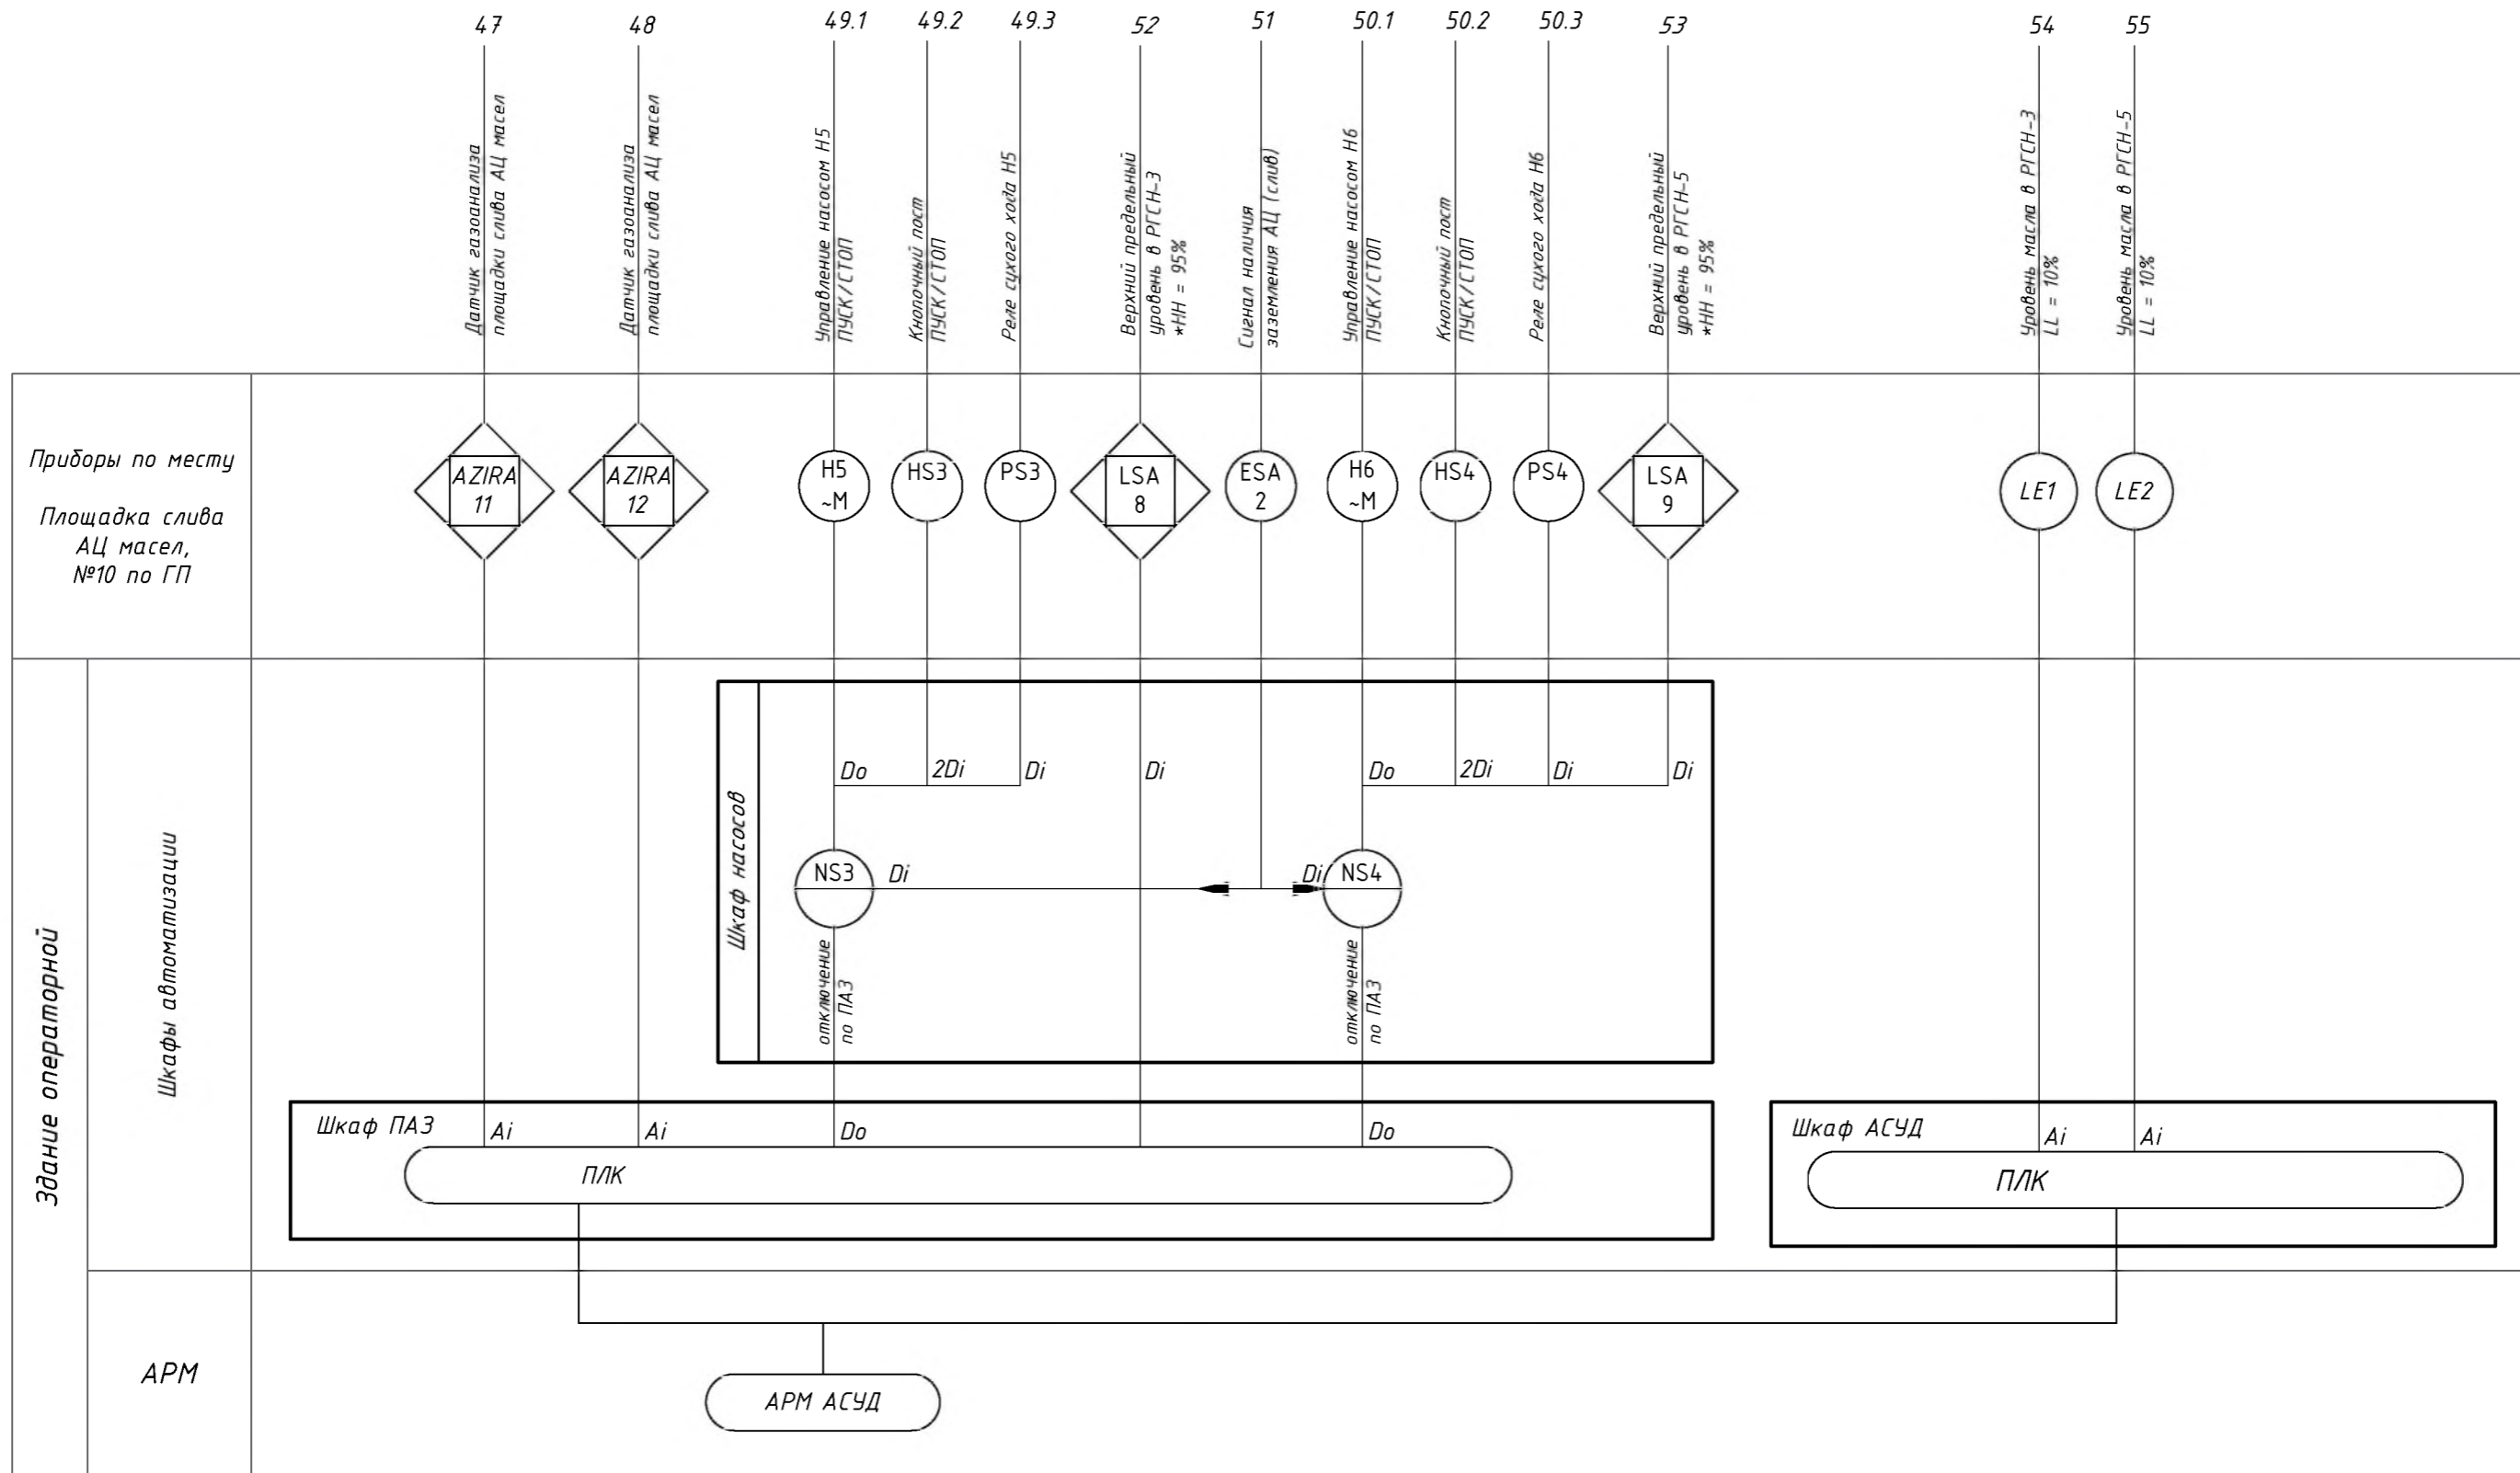 47
48
49.1
49.2
49.3
52
51
50.1
50.2
50.3
53
54
55
Датчик газоанализа
площадки слива АЦ масел
Датчик газоанализа
площадки слива АЦ масел
Управление насосом Н5
ПУСК/СТОП
Кнопочный пост
ПУСК/СТОП
Реле сухого хода Н5
Верхний предельный
уровень в РГСН-3
*НН = 95%
Сигнал наличия
заземления АЦ (слив)
Управление насосом Н6
ПУСК/СТОП
Кнопочный пост
ПУСК/СТОП
Реле сухого хода Н6
Верхний предельный
уровень в РГСН-5
*НН = 95%
Уровень масла в РГСН-3
LL = 10%
Уровень масла в РГСН-5
LL = 10%
Приборы по месту
Площадка слива
АЦ масел,
№10 по ГП
AZIRA
11
AZIRA
12
Н5
~М
HS3
PS3
LSA
8
ESA
2
Н6
~М
HS4
PS4
LSA
9
LE1
LE2
Здание операторной
Шкафы автоматизации
Шкаф насосов
Do
2Di
Di
Di
Do
2Di
Di
Di
NS3
Di
Di
NS4
отключение
по ПАЗ
отключение
по ПАЗ
Шкаф ПАЗ
Ai
Ai
Do
Do
ПЛК
Шкаф АСУД
Ai
Ai
ПЛК
АРМ
АРМ АСУД